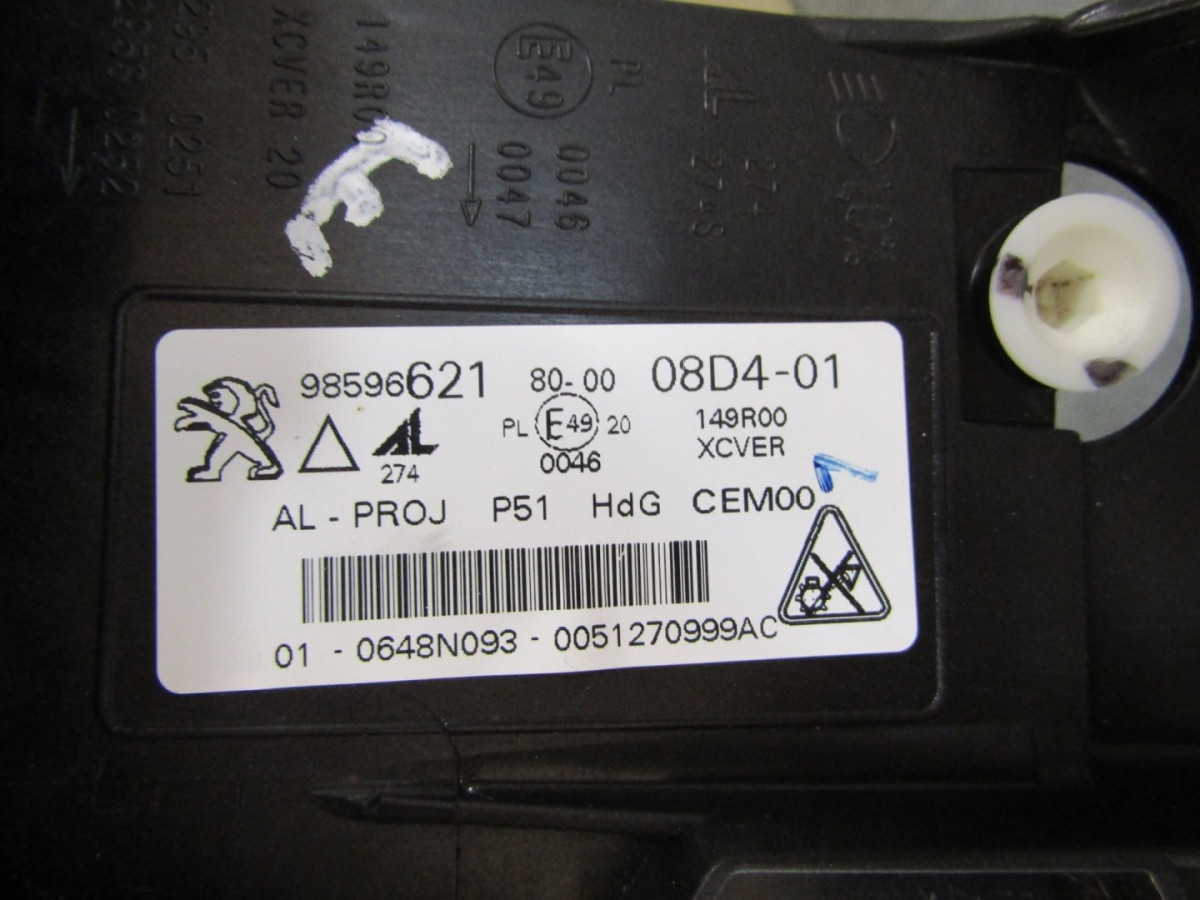 98596621 80-00 08D4-01
274 PL E49 20 149R00
0046 XCVER
AL - PROJ P51 HdG CEM00
01 - 0648N093 - 0051270999AC
E49
PL
274
274S
0046
0047
XCVER 20
0251
0252